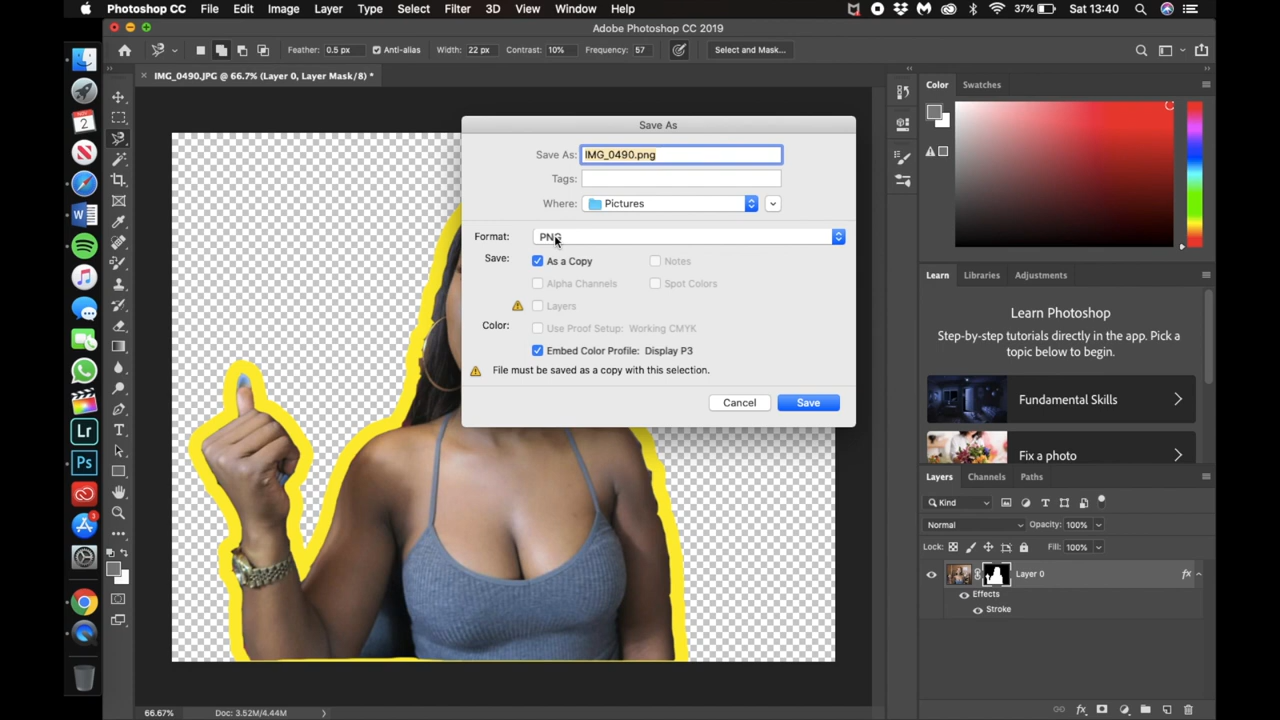 Photoshop CC File Edit Image Layer Type Select Filter 3D View Window Help 37% Sat 13:40
Adobe Photoshop CC 2019
Feather: 0.5 px Anti-alias Width: 22 px Contrast: 10% Frequency: 57 Select and Mask...
IMG_0490.JPG @ 66.7% (Layer 0, Layer Mask/8) *
Color Swatches
Save As
Save As: IMG_0490.png
Tags:
Where: Pictures
Format: PNG
Save: As a Copy Notes
Alpha Channels Spot Colors
Layers
Color: Use Proof Setup: Working CMYK
Embed Color Profile: Display P3
File must be saved as a copy with this selection.
Cancel Save
Learn Libraries Adjustments
Learn Photoshop
Step-by-step tutorials directly in the app. Pick a
topic below to begin.
Fundamental Skills
Fix a photo
Layers Channels Paths
Kind
Normal Opacity: 100%
Lock: Fill: 100%
Layer 0 fx
Effects
Stroke
NOV
2
W
Lr
Ps
3
T
66.67% Doc: 3.52M/4.44M
fx